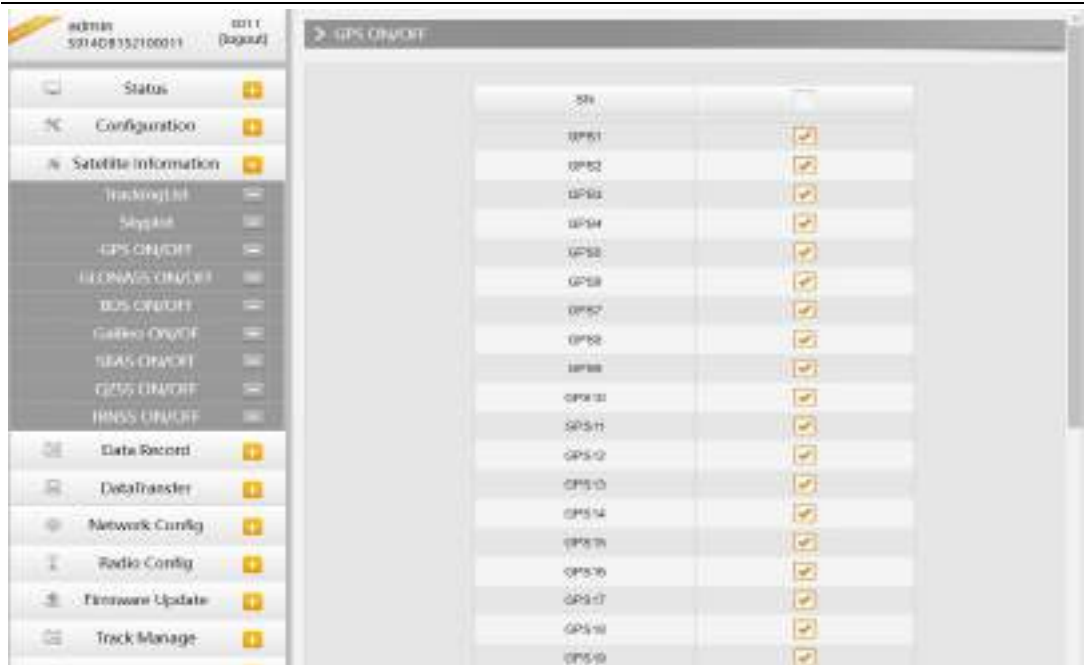 admin
0011
S914D8152100011
[logout]
Status
Configuration
Satellite Information
TrackingList
Skyplot
GPS ON/OFF
GLONASS ON/OFF
BDS ON/OFF
Galileo ON/OF
SBAS ON/OFF
QZSS ON/OFF
IRNSS ON/OFF
Data Record
DataTransfer
Network Config
Radio Config
Firmware Update
Track Manage
> GPS ON/OFF
SN
GPS1
GPS2
GPS3
GPS4
GPS5
GPS6
GPS7
GPS8
GPS9
GPS10
GPS11
GPS12
GPS13
GPS14
GPS15
GPS16
GPS17
GPS18
GPS19